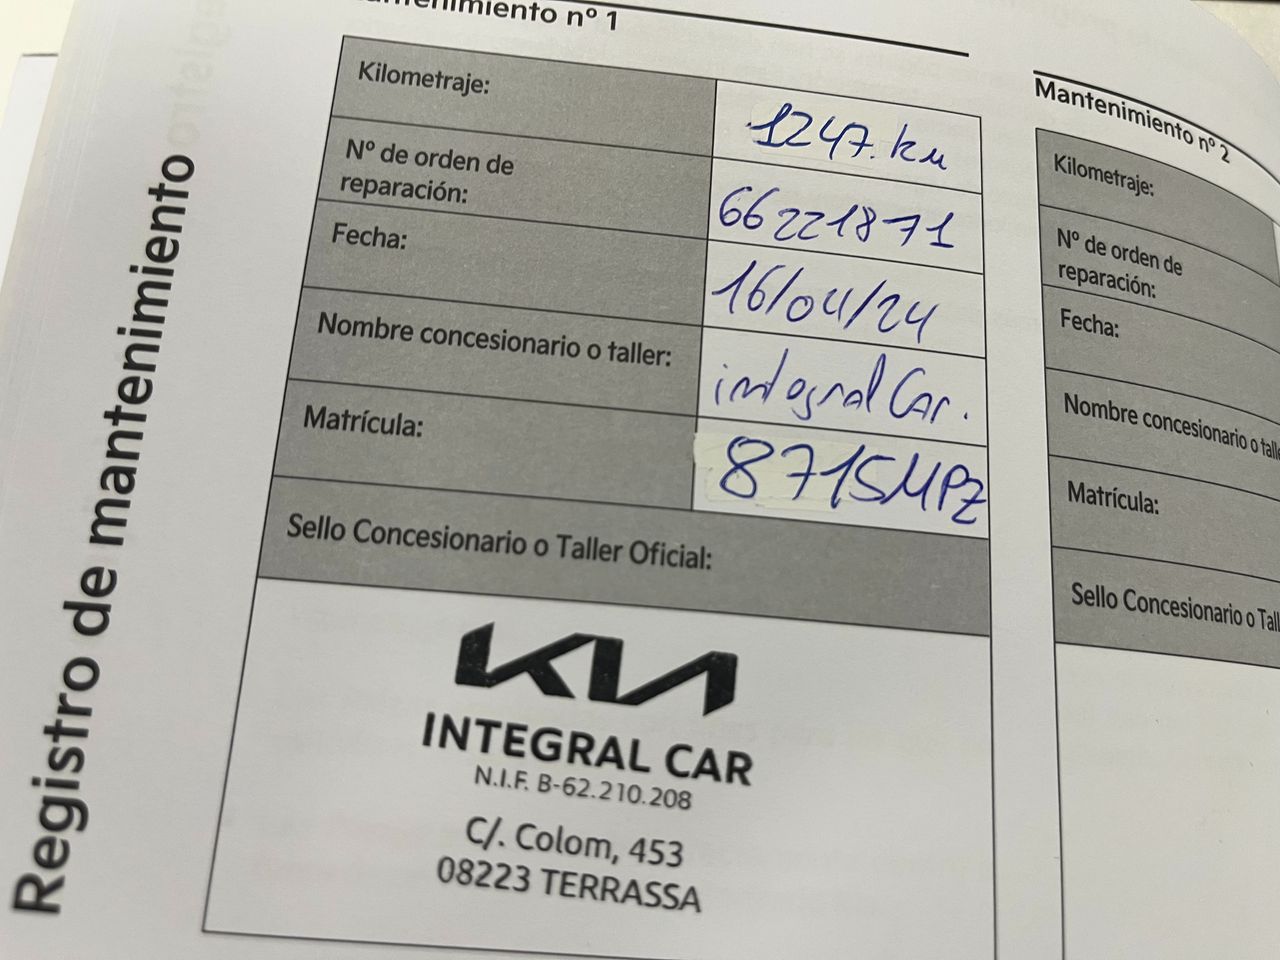 Registro de mantenimiento
Mantenimiento nº 1
Kilometraje: 1247. km
Nº de orden de
reparación: 66221871
Fecha: 16/04/24
Nombre concesionario o taller: integral Car.
Matrícula: 8715MPZ
Sello Concesionario o Taller Oficial:
KIA
INTEGRAL CAR
N.I.F. B-62.210.208
C/. Colom, 453
08223 TERRASSA
Mantenimiento nº 2
Kilometraje:
Nº de orden de
reparación:
Fecha:
Nombre concesionario o
Matrícula:
Sello Concesionario o